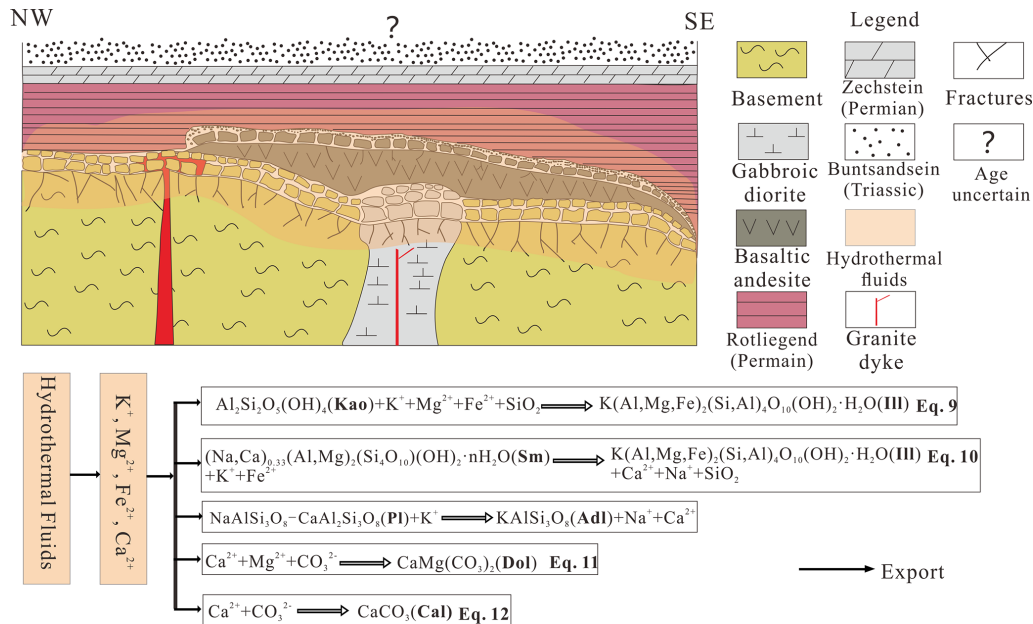 NW
?
SE
Legend
Basement
Zechstein
(Permian)
Fractures
Gabbroic
diorite
Buntsandsein
(Triassic)
?
Age
uncertain
Basaltic
andesite
Hydrothermal
fluids
Rotliegend
(Permain)
Granite
dyke
Hydrothermal Fluids
K⁺, Mg²⁺, Fe²⁺, Ca²⁺
Al₂Si₂O₅(OH)₄(Kao)+K⁺+Mg²⁺+Fe²⁺+SiO₂ ⟹ K(Al,Mg,Fe)₂(Si,Al)₄O₁₀(OH)₂·H₂O(Ill) Eq. 9
(Na,Ca)₀.₃₃(Al,Mg)₂(Si₄O₁₀)(OH)₂·nH₂O(Sm) ⟹ K(Al,Mg,Fe)₂(Si,Al)₄O₁₀(OH)₂·H₂O(Ill) Eq. 10
+K⁺+Fe²⁺ +Ca²⁺+Na⁺+SiO₂
NaAlSi₃O₈−CaAl₂Si₃O₈(Pl)+K⁺ ⟹ KAlSi₃O₈(Adl)+Na⁺+Ca²⁺
Ca²⁺+Mg²⁺+CO₃²⁻ ⟹ CaMg(CO₃)₂(Dol) Eq. 11
Ca²⁺+CO₃²⁻ ⟹ CaCO₃(Cal) Eq. 12
Export